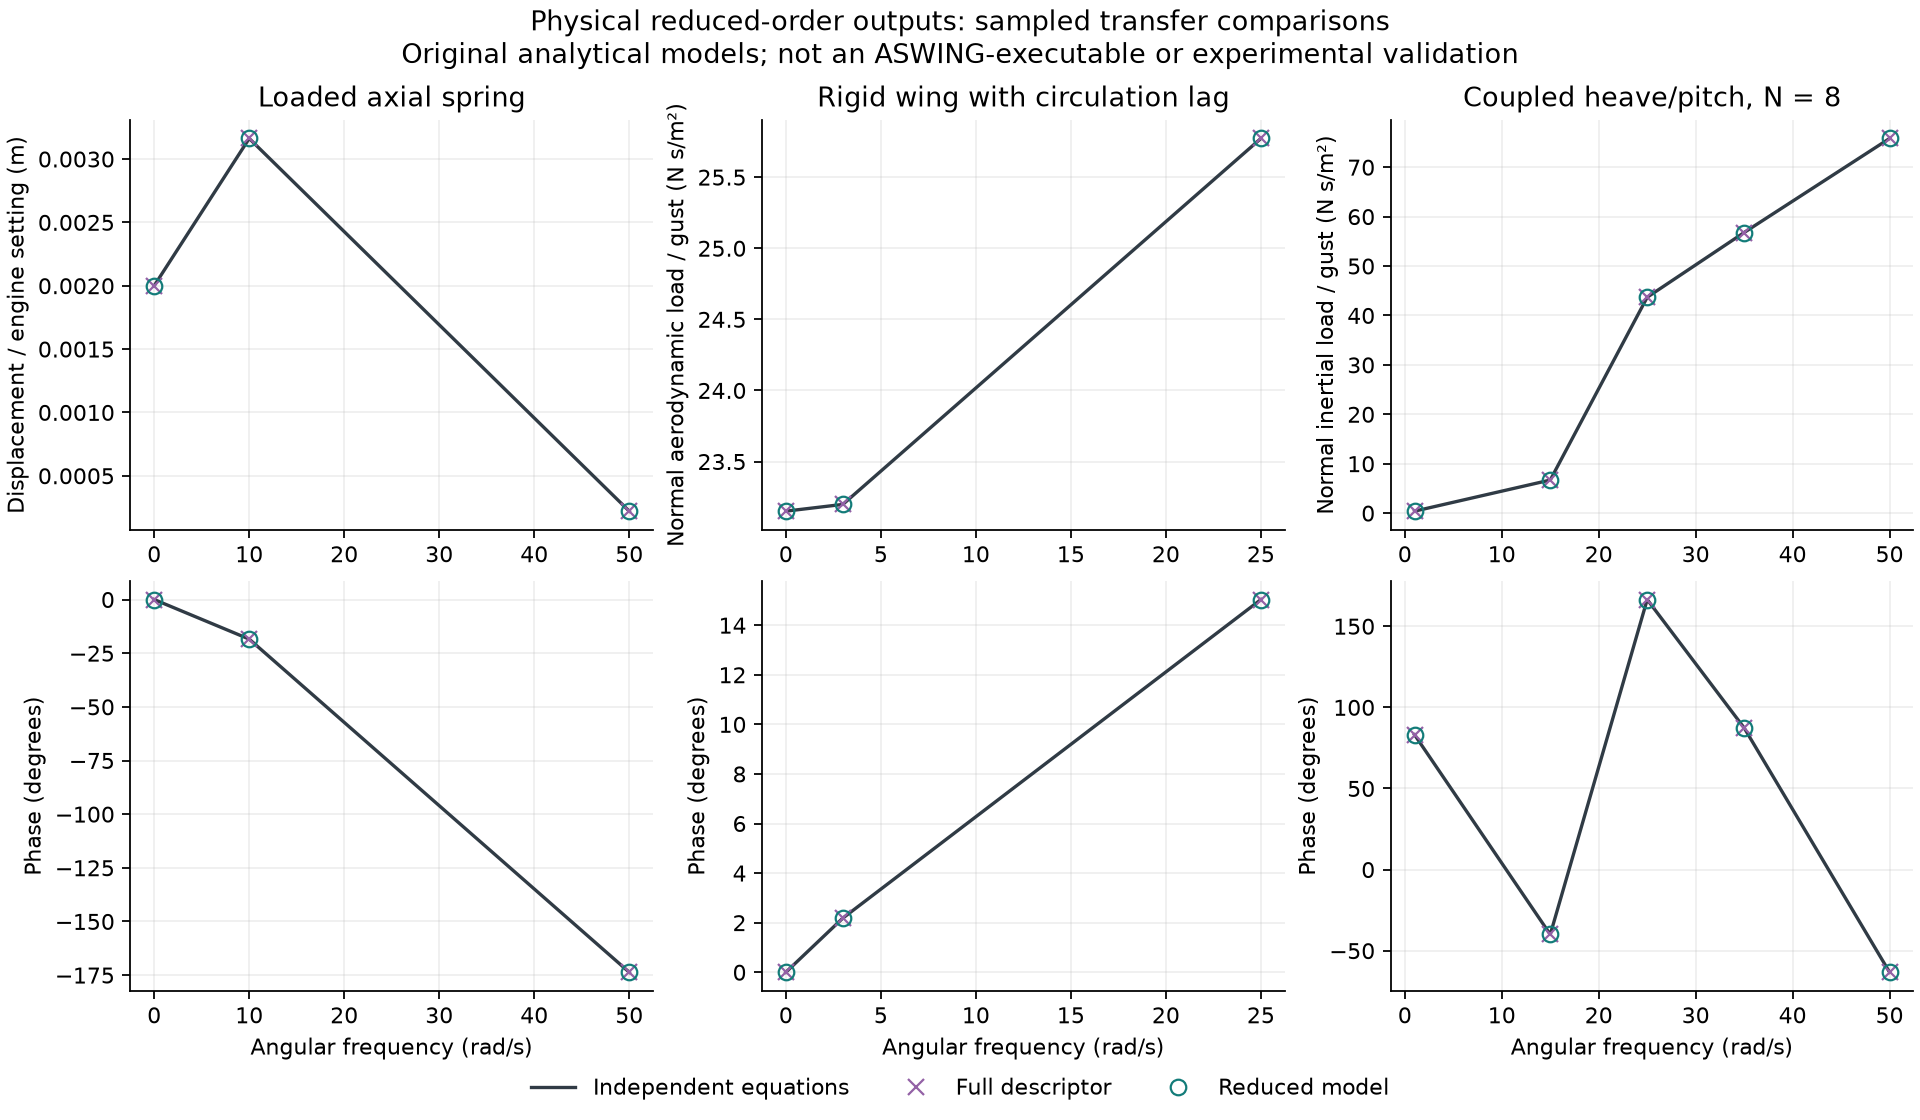 Physical reduced-order outputs: sampled transfer comparisons
Original analytical models; not an ASWING-executable or experimental validation
Loaded axial spring
Displacement / engine setting (m)
0.0030
0.0025
0.0020
0.0015
0.0010
0.0005
0 10 20 30 40 50
Rigid wing with circulation lag
Normal aerodynamic load / gust (N s/m²)
25.5
25.0
24.5
24.0
23.5
0 5 10 15 20 25
Coupled heave/pitch, N = 8
Normal inertial load / gust (N s/m²)
70
60
50
40
30
20
10
0
0 10 20 30 40 50
Phase (degrees)
0
−25
−50
−75
−100
−125
−150
−175
0 10 20 30 40 50
Angular frequency (rad/s)
Phase (degrees)
14
12
10
8
6
4
2
0
0 5 10 15 20 25
Angular frequency (rad/s)
Phase (degrees)
150
100
50
0
−50
0 10 20 30 40 50
Angular frequency (rad/s)
Independent equations
Full descriptor
Reduced model